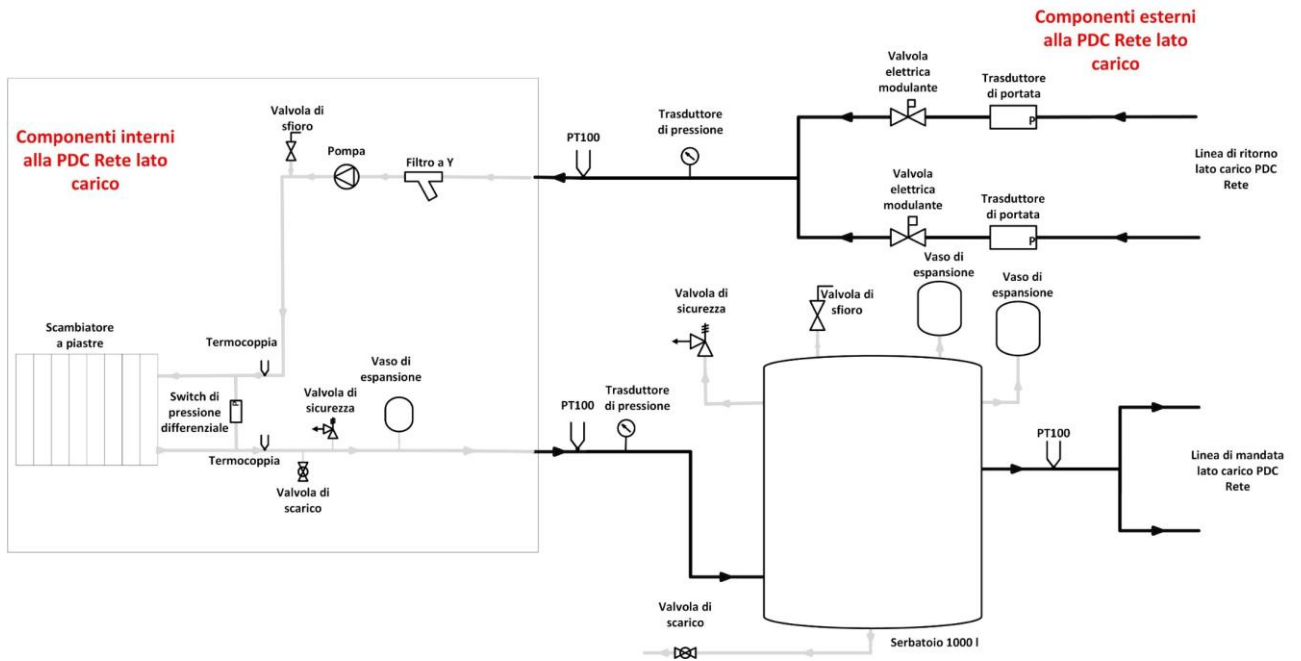 Componenti esterni
alla PDC Rete lato
carico
Componenti interni
alla PDC Rete lato
carico
Valvola di
sfioro
Pompa
Filtro a Y
PT100
Trasduttore
di pressione
Valvola
elettrica
modulante
Trasduttore
di portata
P
Linea di ritorno
lato carico PDC
Rete
Valvola
elettrica
modulante
Trasduttore
di portata
P
Scambiatore
a piastre
Termocoppia
Switch di
pressione
differenziale
P
Termocoppia
Valvola di
sicurezza
Vaso di
espansione
Valvola di
scarico
PT100
Trasduttore
di pressione
Valvola di
sicurezza
Valvola di
sfioro
Vaso di
espansione
Vaso di
espansione
PT100
Linea di mandata
lato carico PDC
Rete
Valvola di
scarico
Serbatoio 1000 l